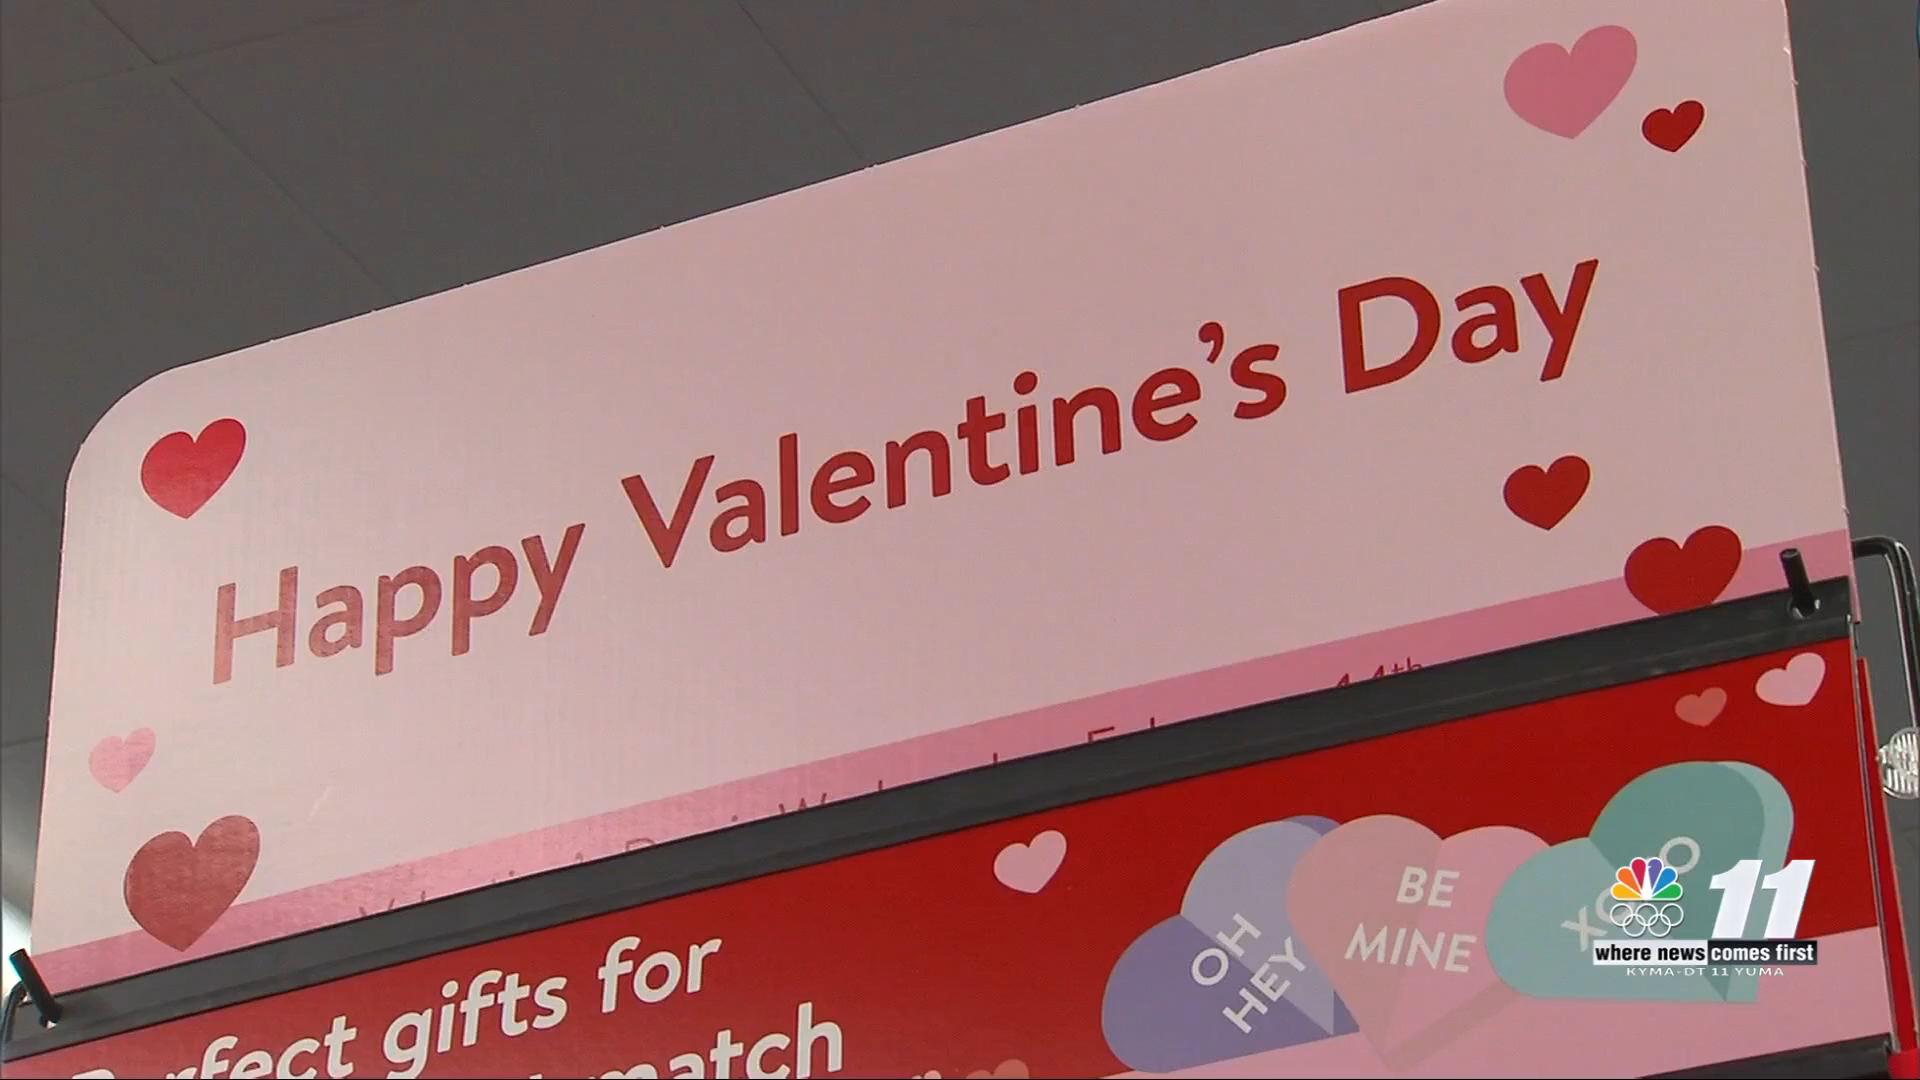 Happy Valentine's Day
Perfect gifts for
match
OH
HEY
BE
MINE
XOXO
11
where news comes first
KYMA-DT 11 YUMA